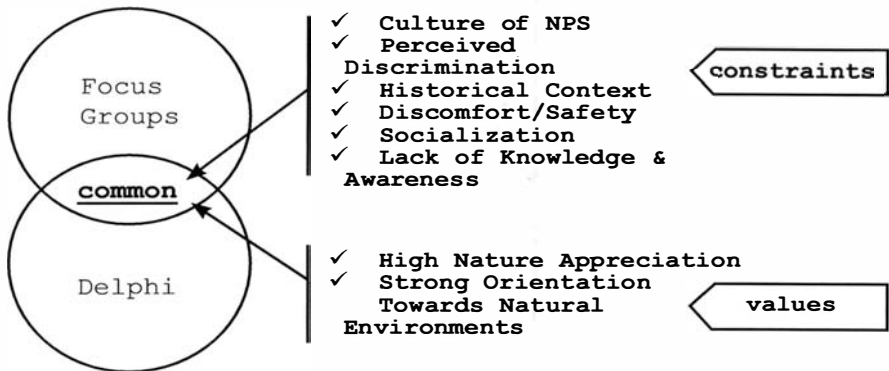 Focus
Groups
common
Delphi
✓ Culture of NPS
✓ Perceived
Discrimination
✓ Historical Context
✓ Discomfort/Safety
✓ Socialization
✓ Lack of Knowledge &
Awareness
constraints
✓ High Nature Appreciation
✓ Strong Orientation
Towards Natural
Environments
values